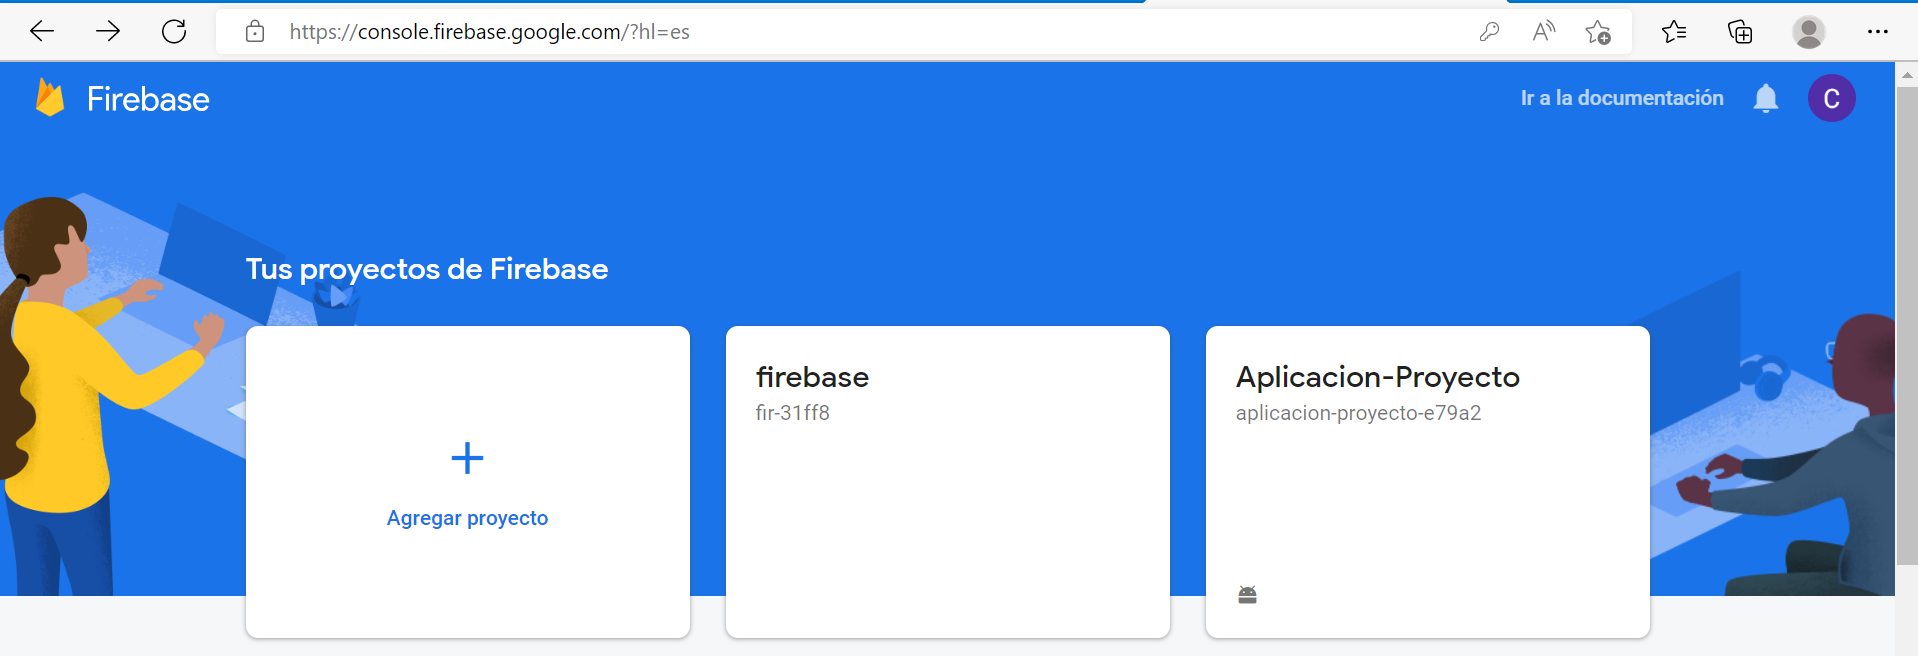 https://console.firebase.google.com/?hl=es
Firebase
Ir a la documentación
C
Tus proyectos de Firebase
Agregar proyecto
firebase
fir-31ff8
Aplicacion-Proyecto
aplicacion-proyecto-e79a2